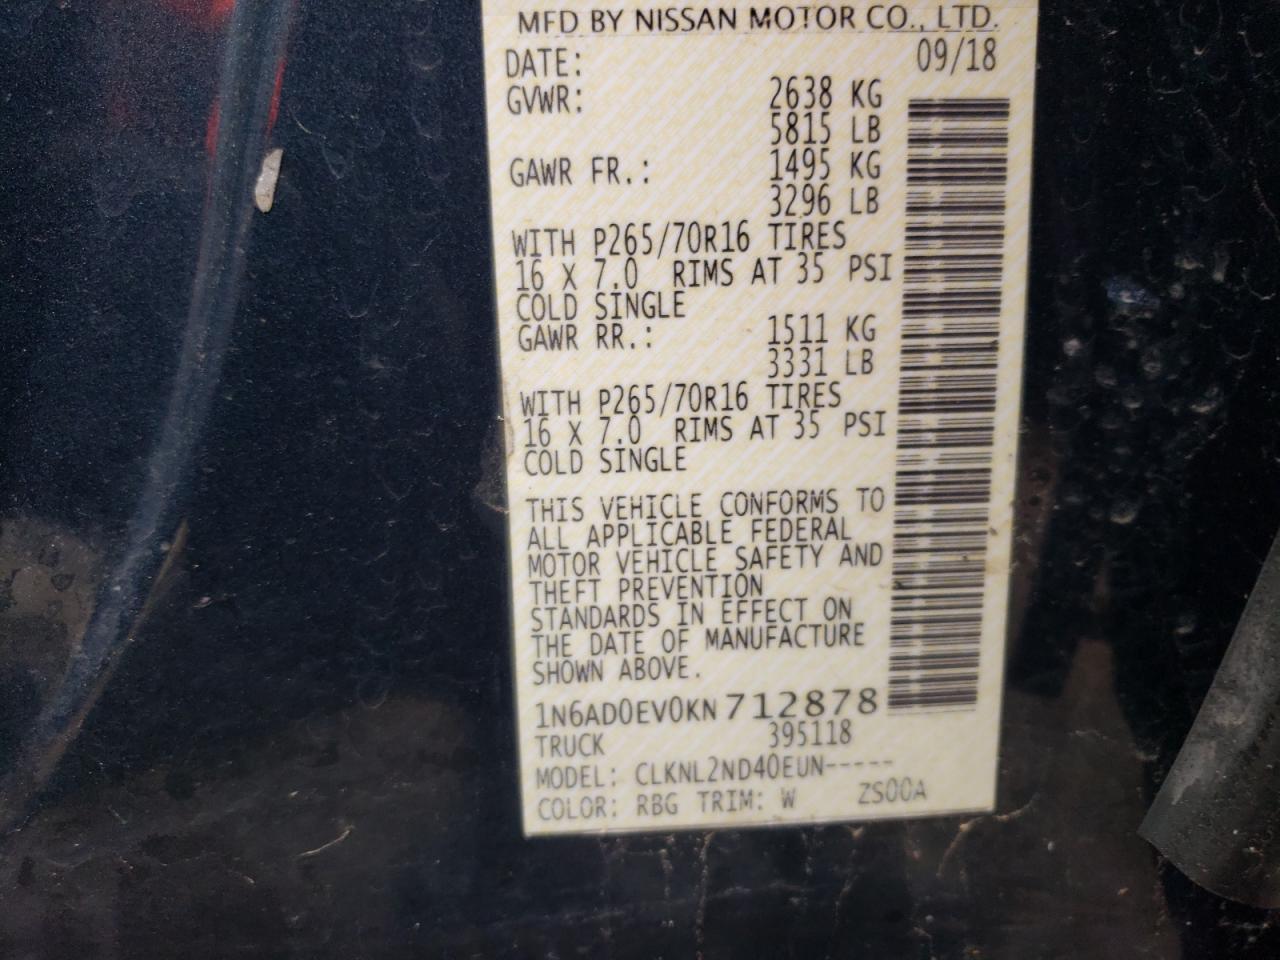 MFD BY NISSAN MOTOR CO., LTD.
DATE: 09/18
GVWR: 2638 KG
5815 LB
GAWR FR.: 1495 KG
3296 LB
WITH P265/70R16 TIRES
16 X 7.0 RIMS AT 35 PSI
COLD SINGLE
GAWR RR.: 1511 KG
3331 LB
WITH P265/70R16 TIRES
16 X 7.0 RIMS AT 35 PSI
COLD SINGLE
THIS VEHICLE CONFORMS TO
ALL APPLICABLE FEDERAL
MOTOR VEHICLE SAFETY AND
THEFT PREVENTION
STANDARDS IN EFFECT ON
THE DATE OF MANUFACTURE
SHOWN ABOVE.
1N6AD0EV0KN712878
TRUCK 395118
MODEL: CLKNL2ND40EUN-----
COLOR: RBG TRIM: W ZS00A